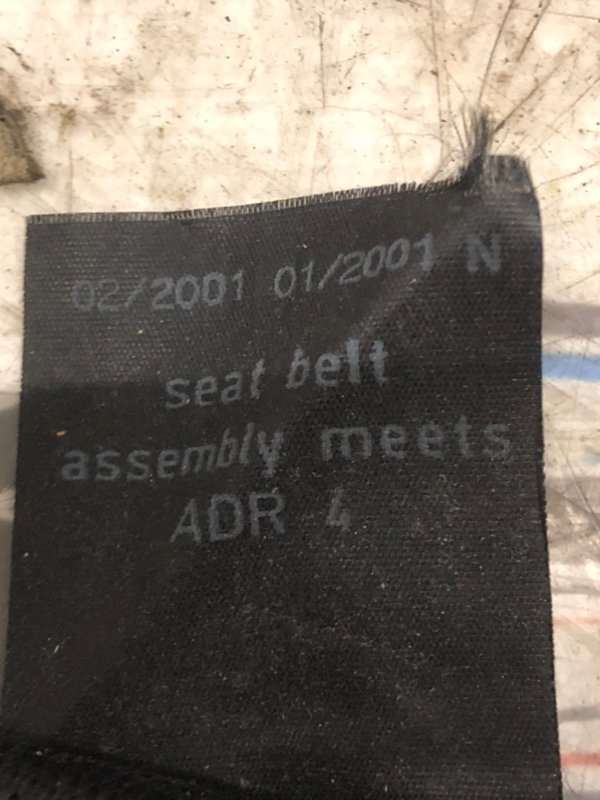 02/2001 01/2001 N
seat belt
assembly meets
ADR 4